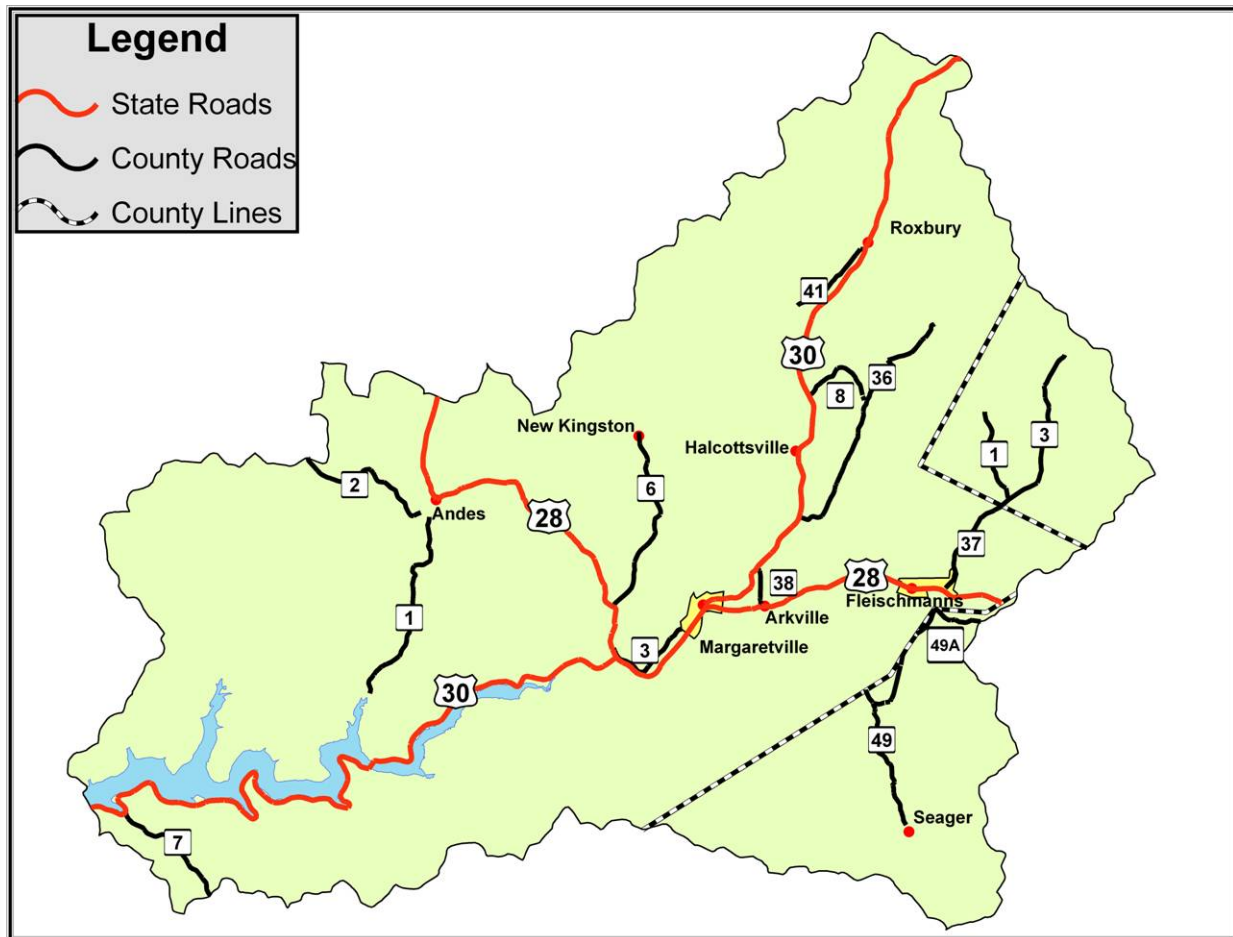 Legend
State Roads
County Roads
County Lines
Roxbury
41
30
36
8
New Kingston
Halcottsville
3
1
2
6
Andes
28
37
38
28
Fleischmanns
Arkville
1
3
Margaretville
49A
30
49
Seager
7